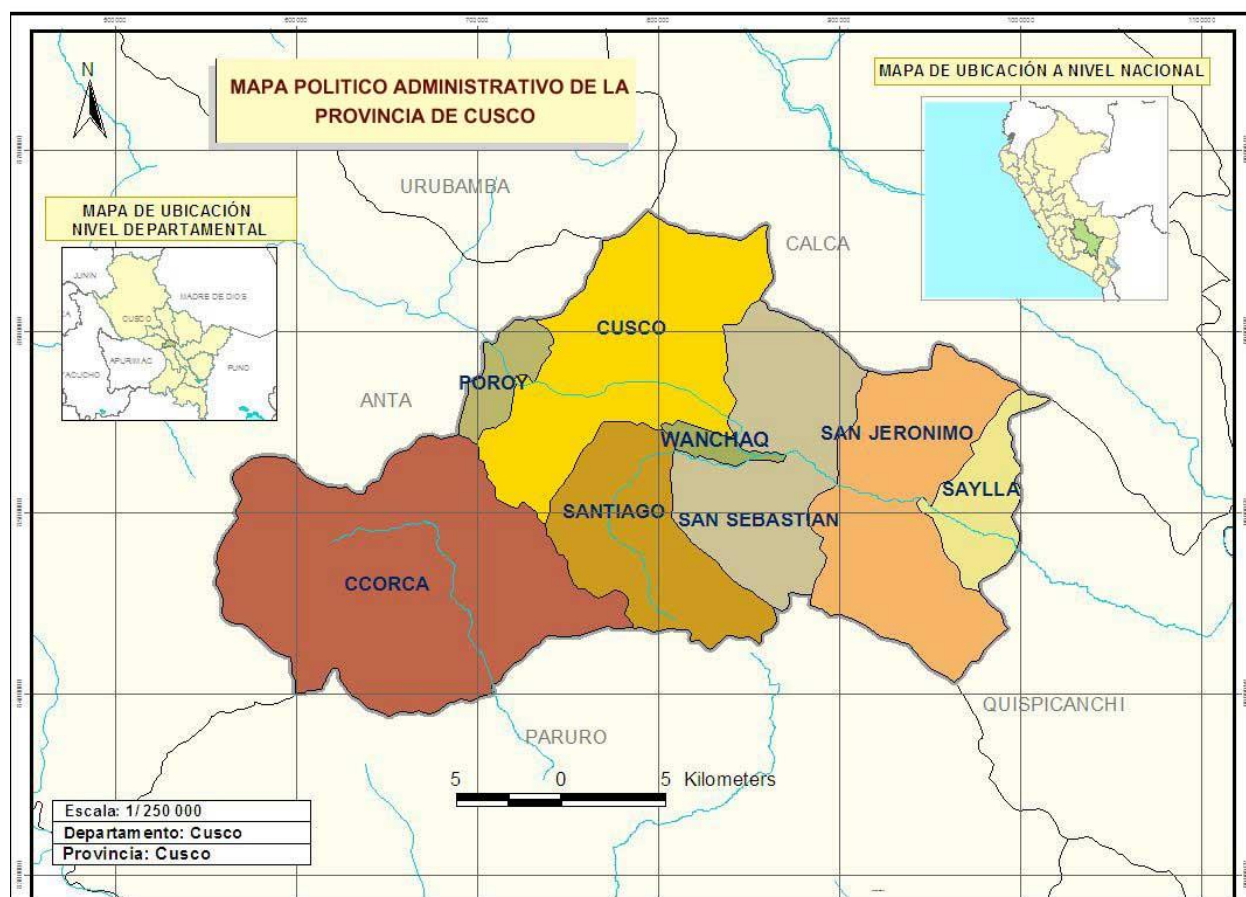 MAPA POLITICO ADMINISTRATIVO DE LA
PROVINCIA DE CUSCO
MAPA DE UBICACIÓN A NIVEL NACIONAL
N
MAPA DE UBICACIÓN
NIVEL DEPARTAMENTAL
JUNIN
MADRE DE DIOS
CUSCO
APURIMAC
PUNO
URUBAMBA
CALCA
ANTA
CUSCO
POROY
WANCHAQ
SAN JERONIMO
SAYLLA
SANTIAGO
SAN SEBASTIAN
CCORCA
QUISPICANCHI
PARURO
5 0 5 Kilometers
Escala: 1/ 250 000
Departamento: Cusco
Provincia: Cusco